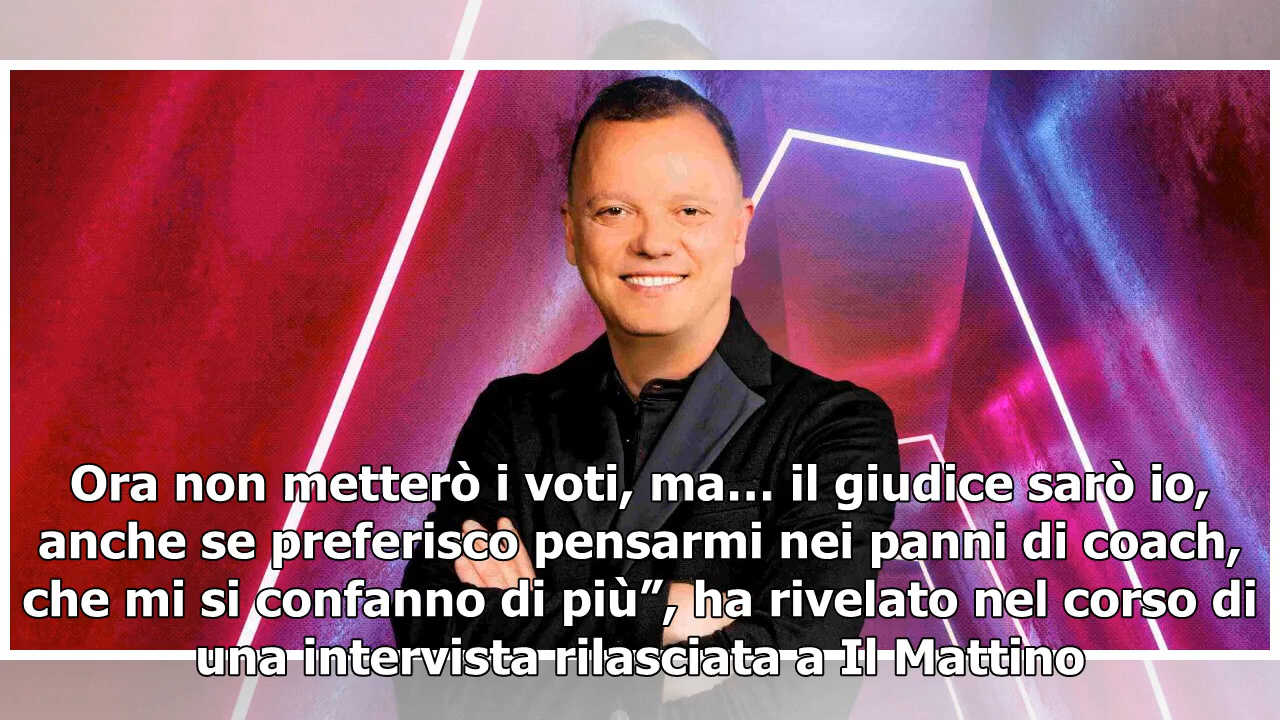 Ora non metterò i voti, ma... il giudice sarò io,
anche se preferisco pensarmi nei panni di coach,
che mi si confanno di più”, ha rivelato nel corso di
una intervista rilasciata a Il Mattino